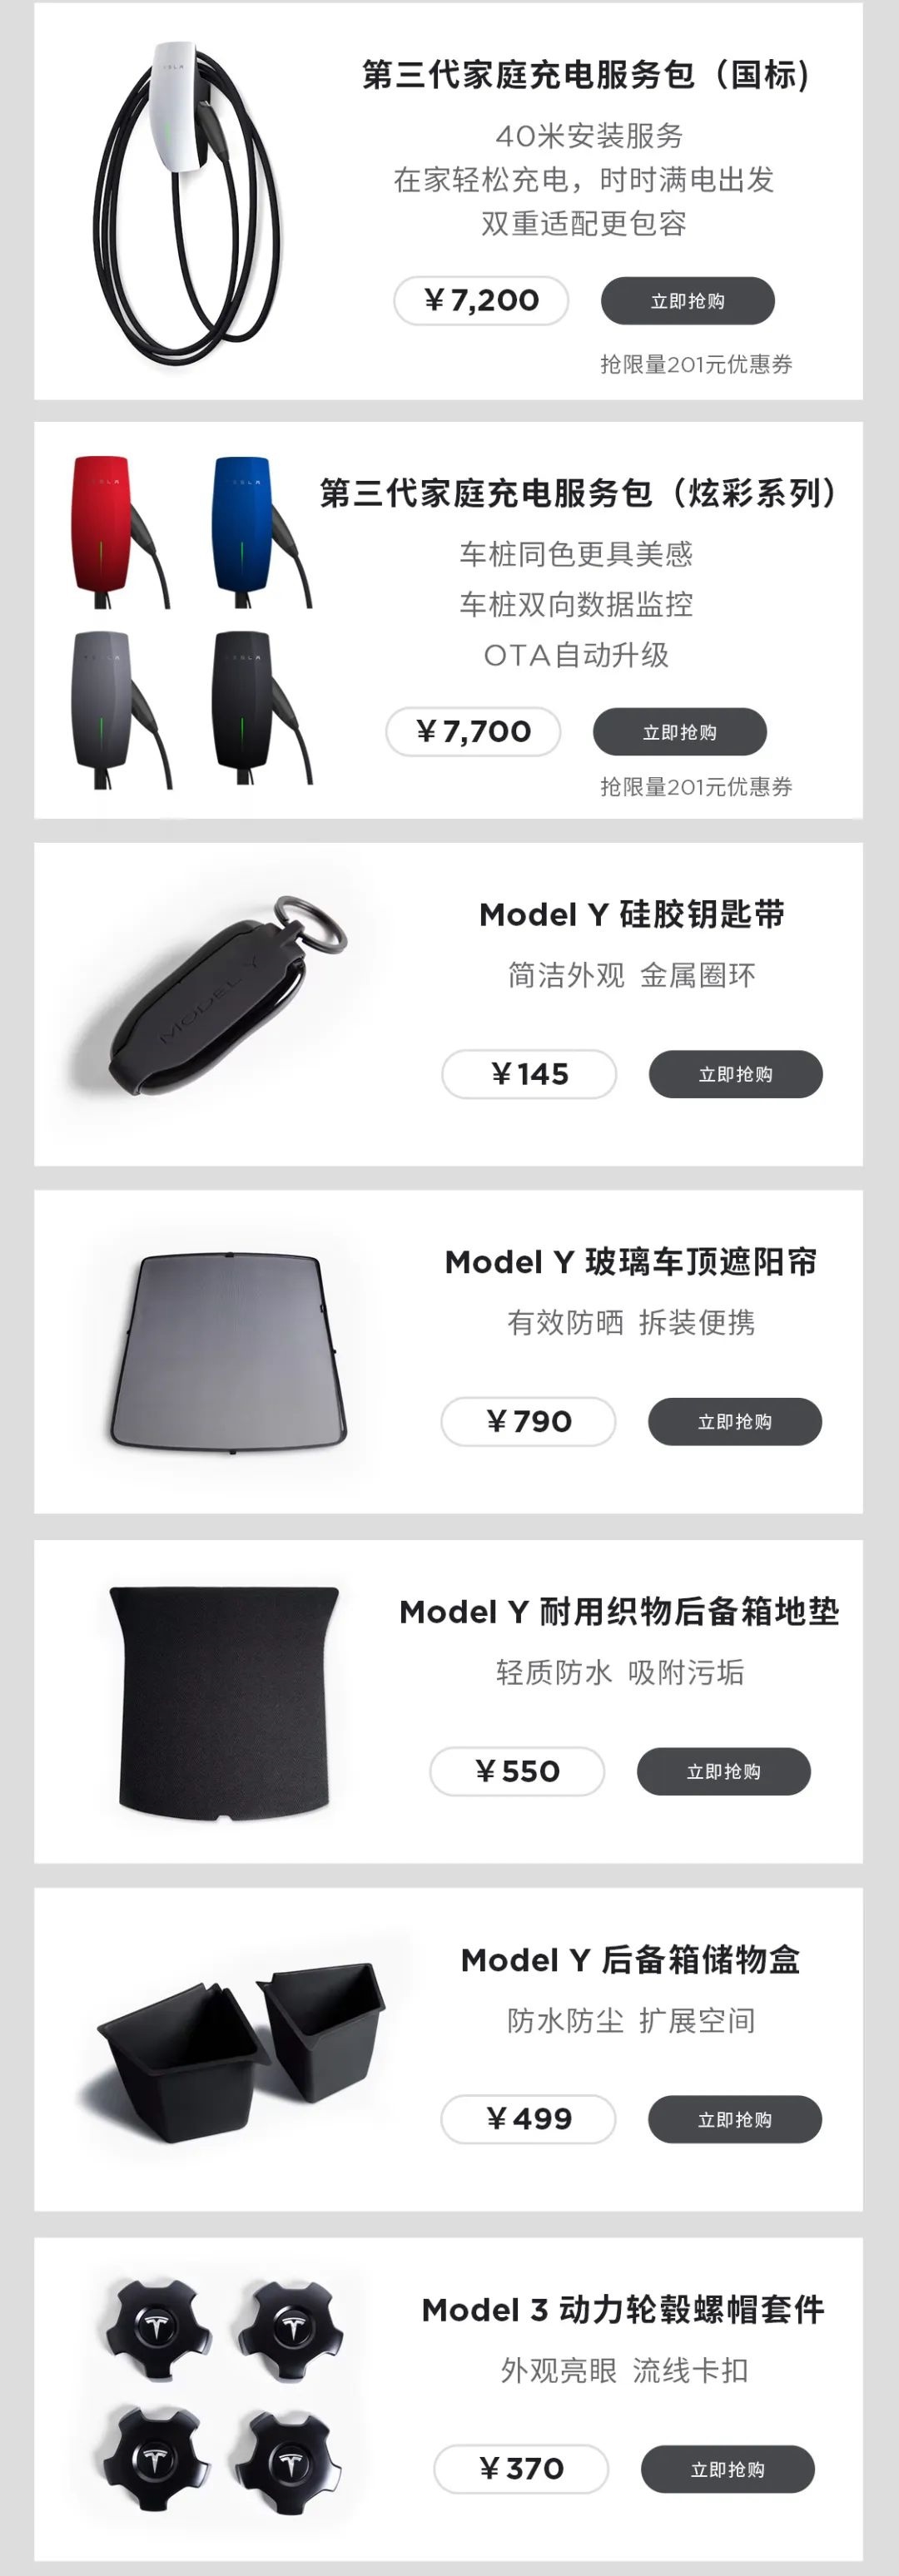 TESLA
第三代家庭充电服务包（国标）
40米安装服务
在家轻松充电，时时满电出发
双重适配更包容
￥7,200
立即抢购
抢限量201元优惠券
TESLA
TESLA
第三代家庭充电服务包（炫彩系列）
车桩同色更具美感
车桩双向数据监控
OTA自动升级
TESLA
TESLA
￥7,700
立即抢购
抢限量201元优惠券
MODEL Y
Model Y 硅胶钥匙带
简洁外观 金属圈环
￥145
立即抢购
Model Y 玻璃车顶遮阳帘
有效防晒 拆装便携
￥790
立即抢购
Model Y 耐用织物后备箱地垫
轻质防水 吸附污垢
￥550
立即抢购
Model Y 后备箱储物盒
防水防尘 扩展空间
￥499
立即抢购
Model 3 动力轮毂螺帽套件
外观亮眼 流线卡扣
￥370
立即抢购